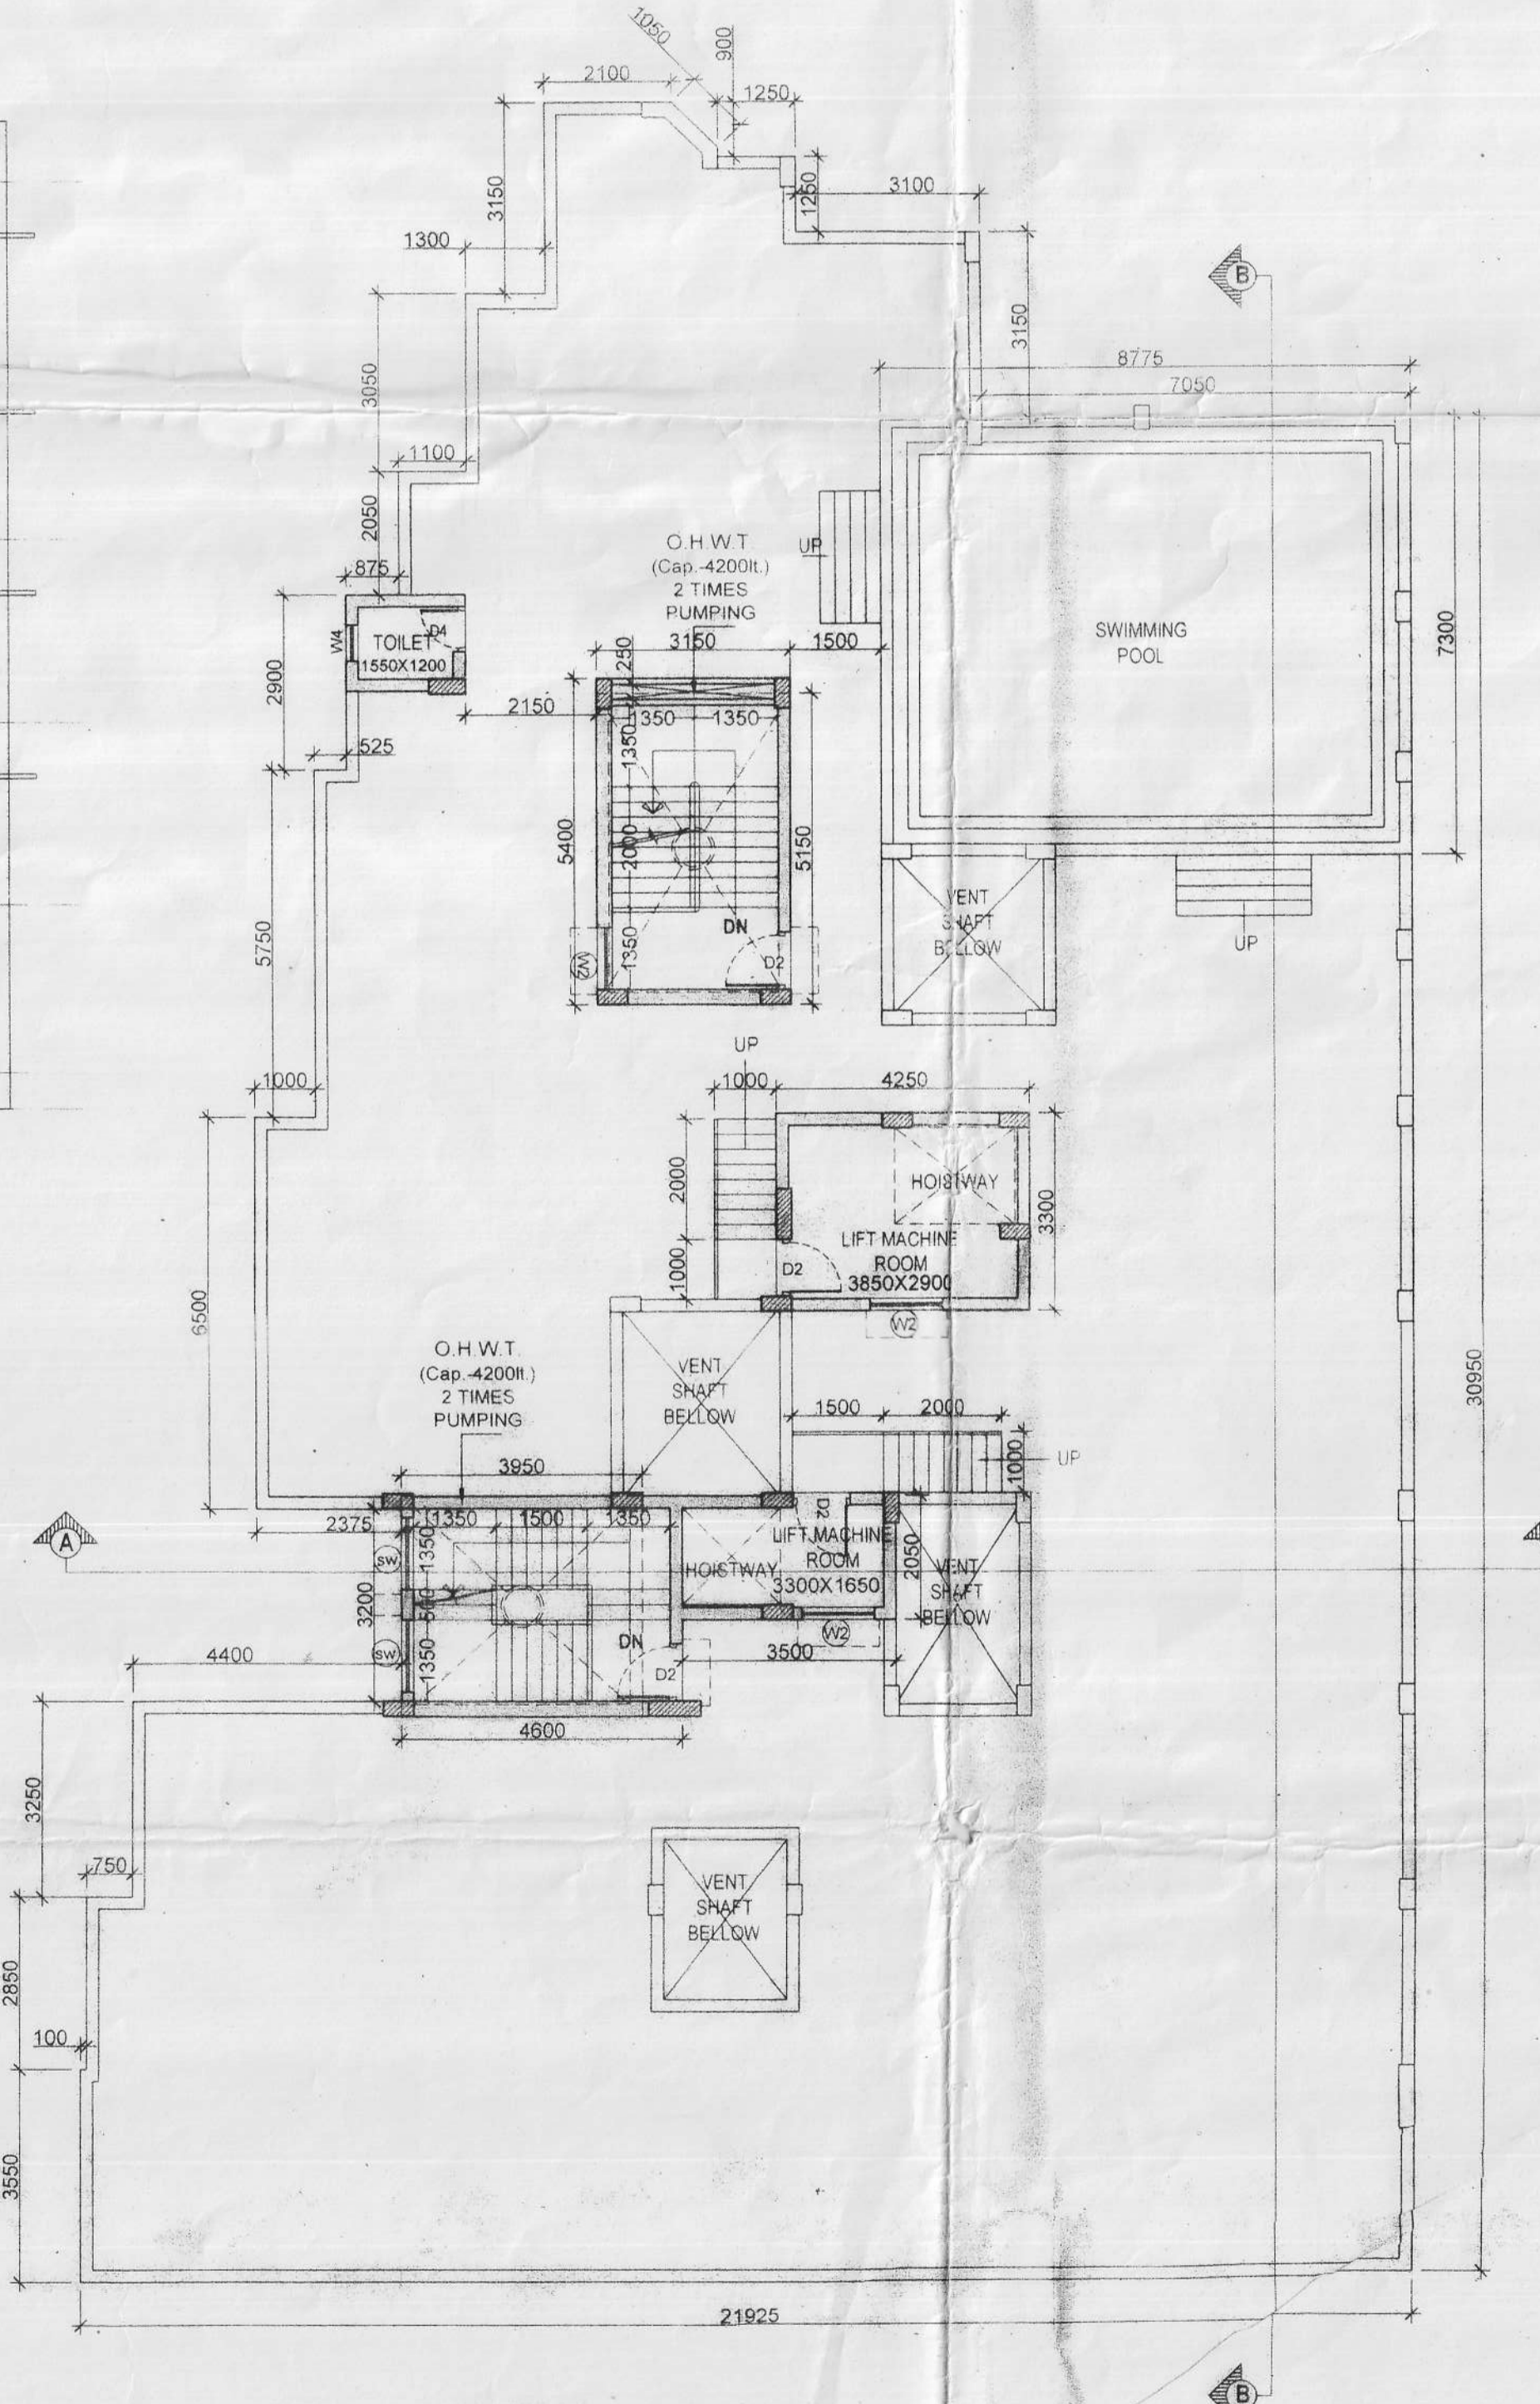 1050
900
2100
1250
3150
1250
3100
1300
B
3150
3050
8775
7050
1100
2050
O.H.W.T
(Cap.-4200lt.)
2 TIMES
PUMPING
UP
875
W4
TOILET
D4
1550X1200
SWIMMING
POOL
7300
250
3150
1500
2900
2150
1350
1350
525
1350
5400
2000
5150
VENT
SHAFT
BELLOW
DN
UP
5750
1350
W2
D2
UP
1000
1000
4250
2000
HOISTWAY
3300
LIFT MACHINE
ROOM
3850X2900
D2
1000
6500
W2
O.H.W.T.
(Cap.-4200lt.)
2 TIMES
PUMPING
VENT
SHAFT
BELLOW
30950
1500
2000
1000
UP
3950
2375
1350
1500
1350
D2
A
SW
1350
LIFT MACHINE
ROOM
3300X1650
HOISTWAY
2050
VENT
SHAFT
BELLOW
3200
500
W2
DN
SW
1350
4400
D2
3500
4600
3250
750
VENT
SHAFT
BELLOW
2850
100
3550
21925
B